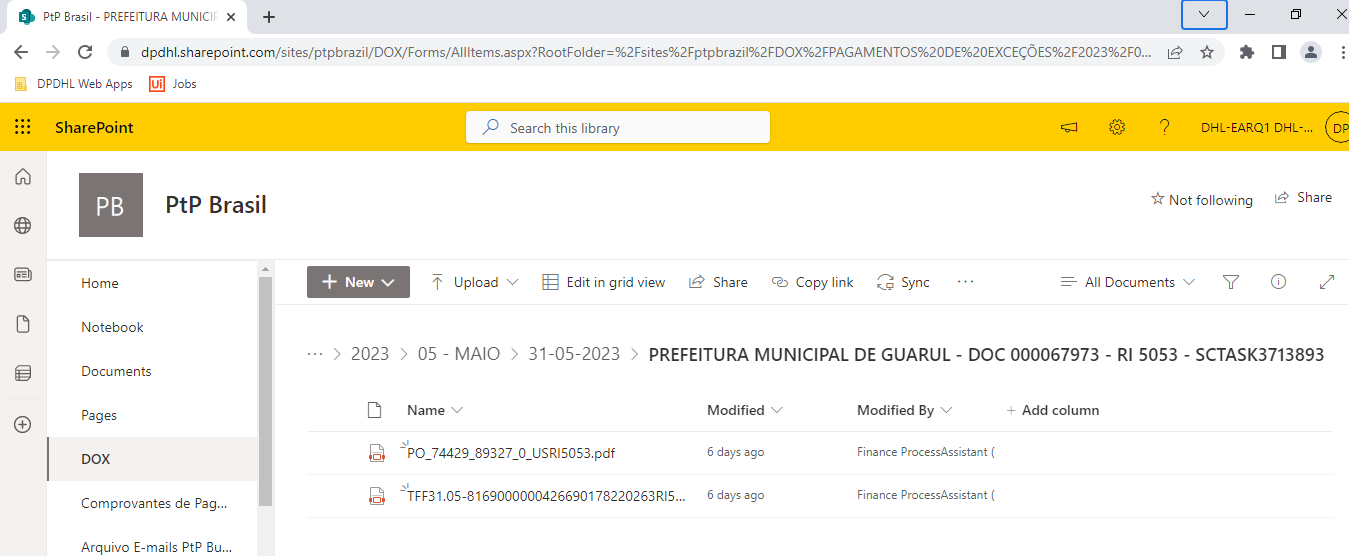 PtP Brasil - PREFEITURA MUNICIP
dpdhl.sharepoint.com/sites/ptpbrazil/DOX/Forms/AllItems.aspx?RootFolder=%2Fsites%2Fptpbrazil%2FDOX%2FPAGAMENTOS%20DE%20EXCEÇÕES%2F2023%2F0...
DPDHL Web Apps
Ui Jobs
SharePoint
Search this library
DHL-EARQ1 DHL-...
DP
PB
PtP Brasil
Not following
Share
Home
Notebook
Documents
Pages
DOX
Comprovantes de Pag...
Arquivo E-mails PtP Bu...
New
Upload
Edit in grid view
Share
Copy link
Sync
All Documents
··· > 2023 > 05 - MAIO > 31-05-2023 > PREFEITURA MUNICIPAL DE GUARUL - DOC 000067973 - RI 5053 - SCTASK3713893
Name Modified Modified By + Add column
PO_74429_89327_0_USRI5053.pdf 6 days ago Finance ProcessAssistant (
TFF31.05-8169000000426690178220263RI5... 6 days ago Finance ProcessAssistant (